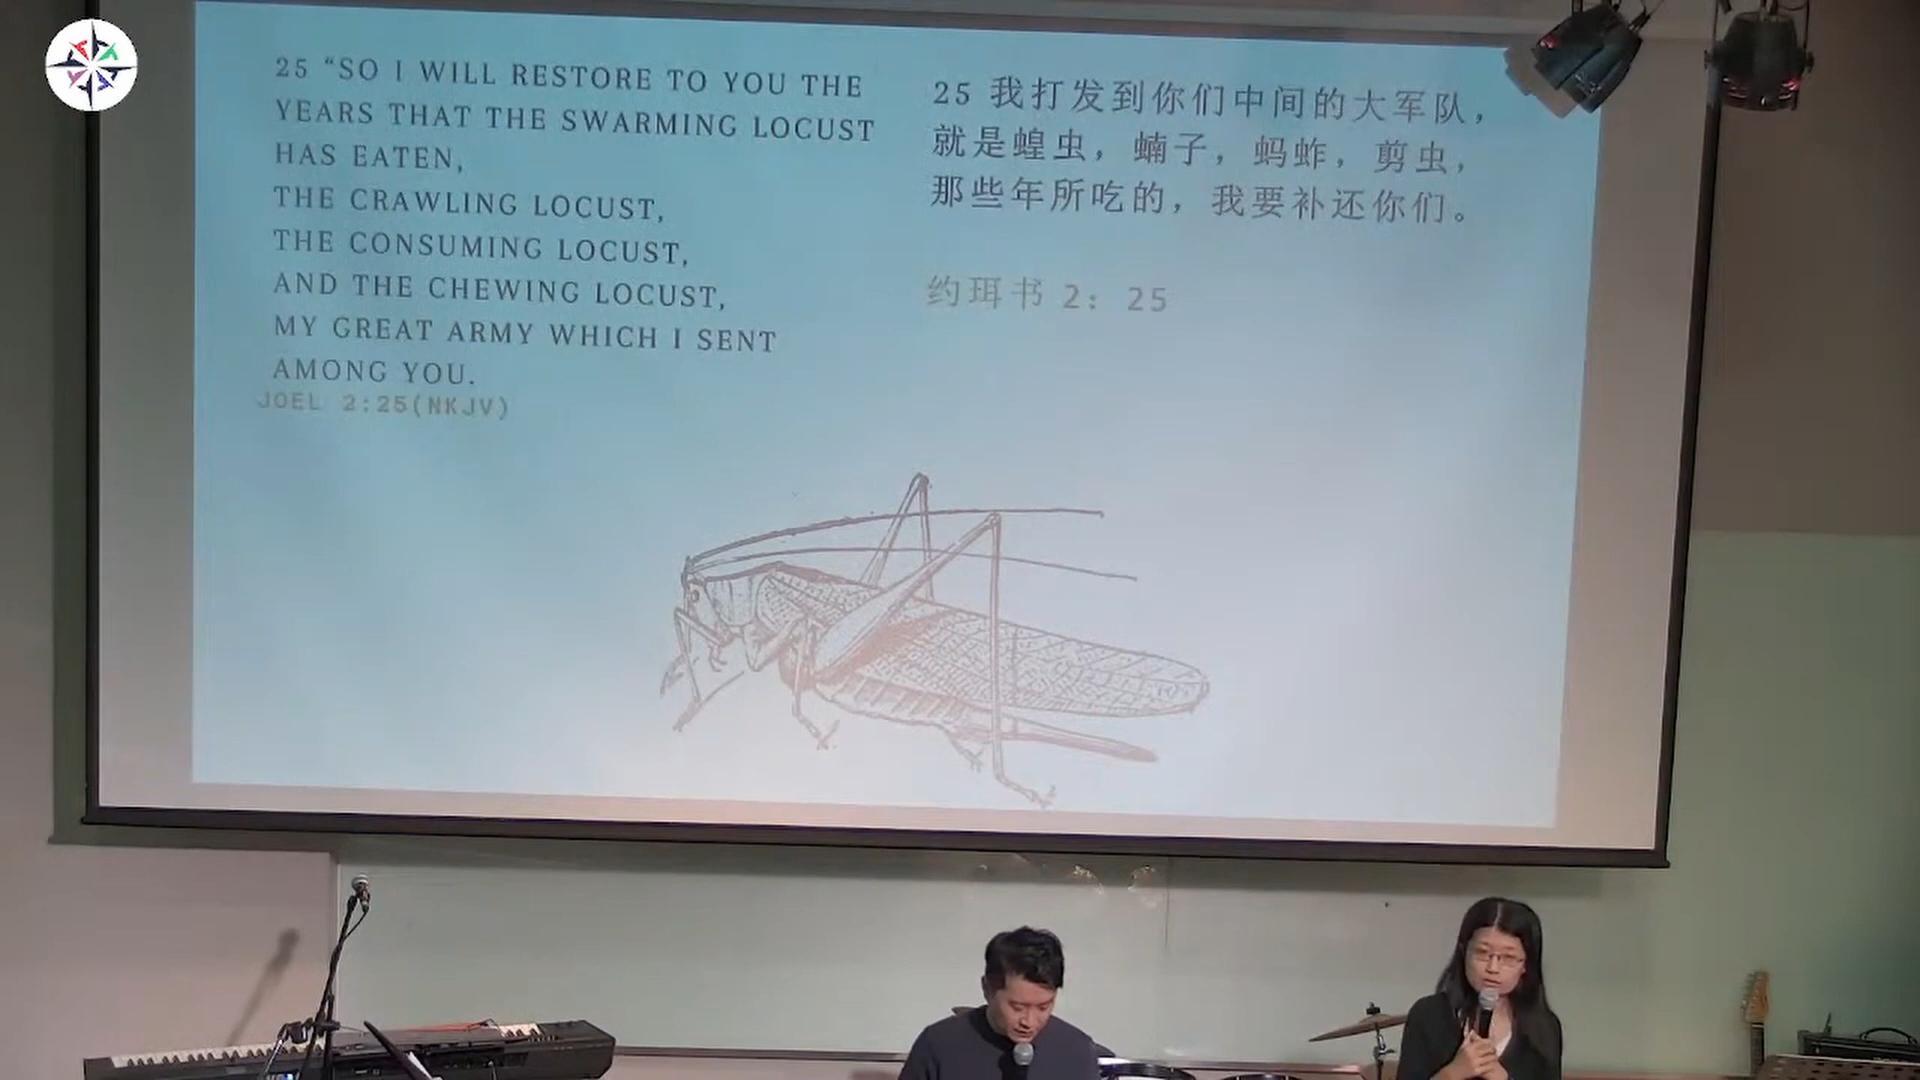 25 “SO I WILL RESTORE TO YOU THE
YEARS THAT THE SWARMING LOCUST
HAS EATEN,
THE CRAWLING LOCUST,
THE CONSUMING LOCUST,
AND THE CHEWING LOCUST,
MY GREAT ARMY WHICH I SENT
AMONG YOU.
JOEL 2:25(NKJV)
25 我打发到你们中间的大军队，
就是蝗虫，蝻子，蚂蚱，剪虫，
那些年所吃的，我要补还你们。
约珥书 2：25